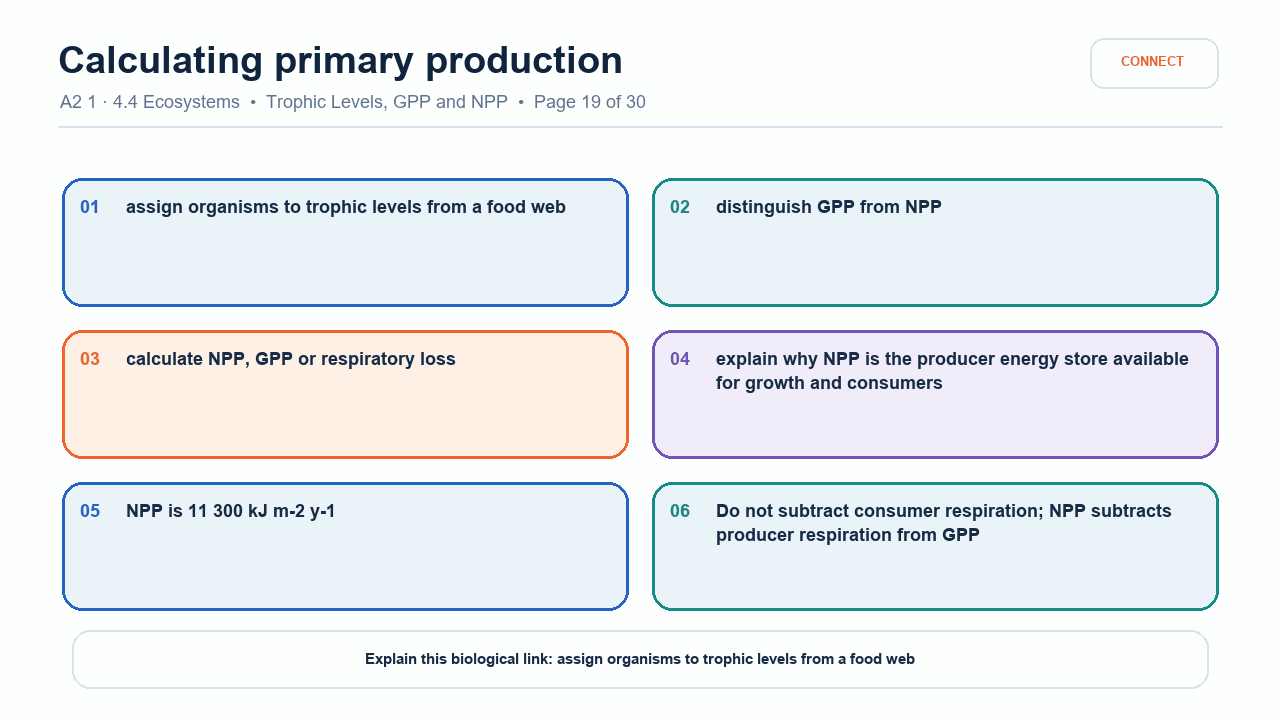 Calculating primary production
CONNECT
A2 1 · 4.4 Ecosystems • Trophic Levels, GPP and NPP • Page 19 of 30
01 assign organisms to trophic levels from a food web
02 distinguish GPP from NPP
03 calculate NPP, GPP or respiratory loss
04 explain why NPP is the producer energy store available
for growth and consumers
05 NPP is 11 300 kJ m-2 y-1
06 Do not subtract consumer respiration; NPP subtracts
producer respiration from GPP
Explain this biological link: assign organisms to trophic levels from a food web